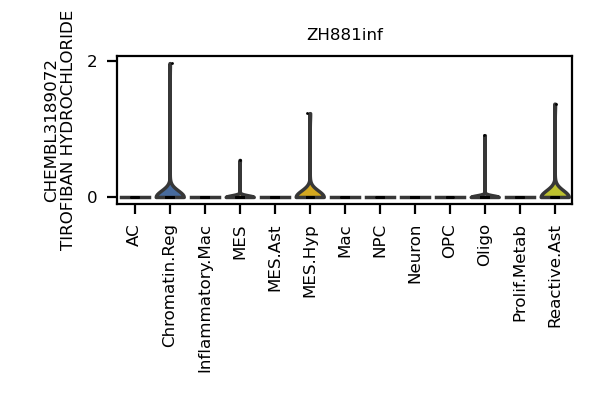 ZH881inf
CHEMBL3189072
TIROFIBAN HYDROCHLORIDE
2
0
AC
Chromatin.Reg
Inflammatory.Mac
MES
MES.Ast
MES.Hyp
Mac
NPC
Neuron
OPC
Oligo
Prolif.Metab
Reactive.Ast